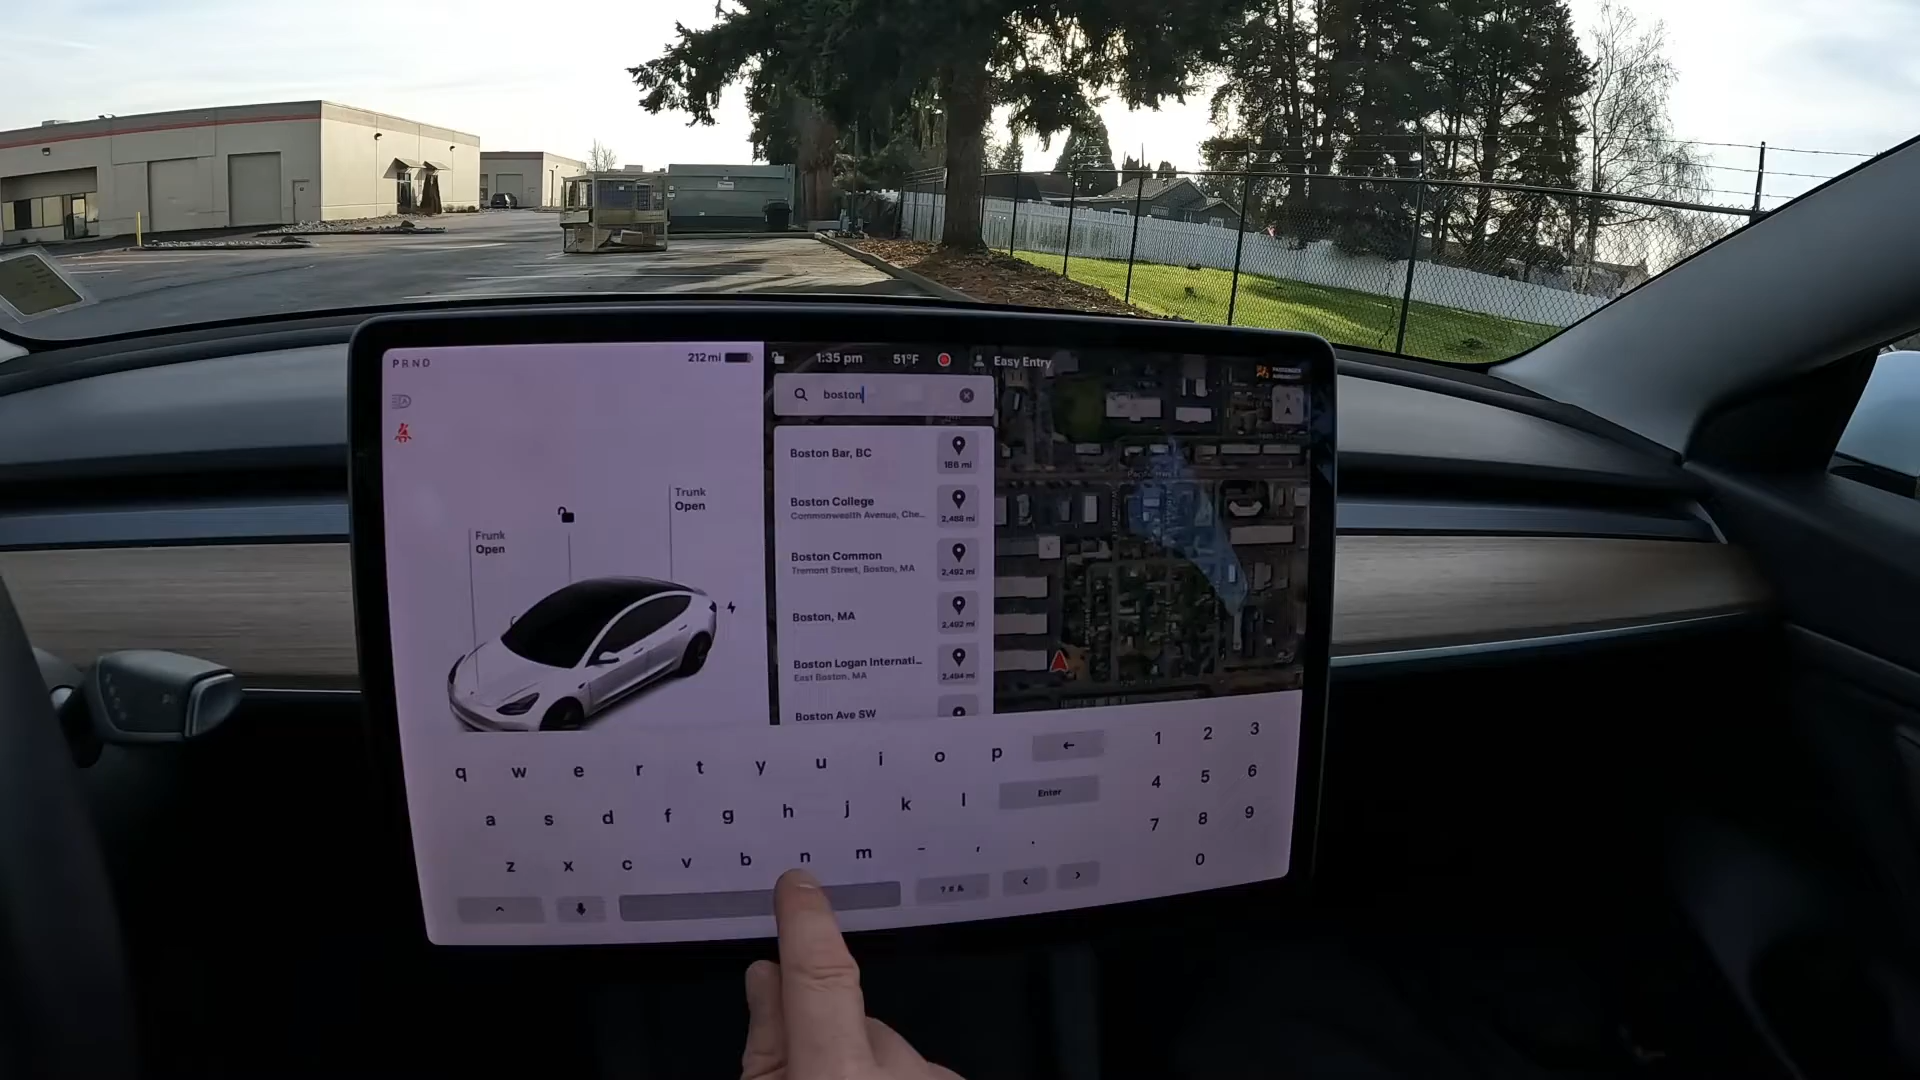 PRND
212 mi
1:35 pm
51°F
Easy Entry
PASSENGER
AIRBAG
boston
Boston Bar, BC
186 mi
Boston College
Commonwealth Avenue, Che...
2,488 mi
Boston Common
Tremont Street, Boston, MA
2,492 mi
Boston, MA
2,492 mi
Boston Logan Internati...
East Boston, MA
2,494 mi
Boston Ave SW
Trunk
Open
Frunk
Open
q w e r t y u i o p ← 1 2 3
a s d f g h j k l Enter 4 5 6
z x c v b n m - , . 7 8 9
? # & < > 0